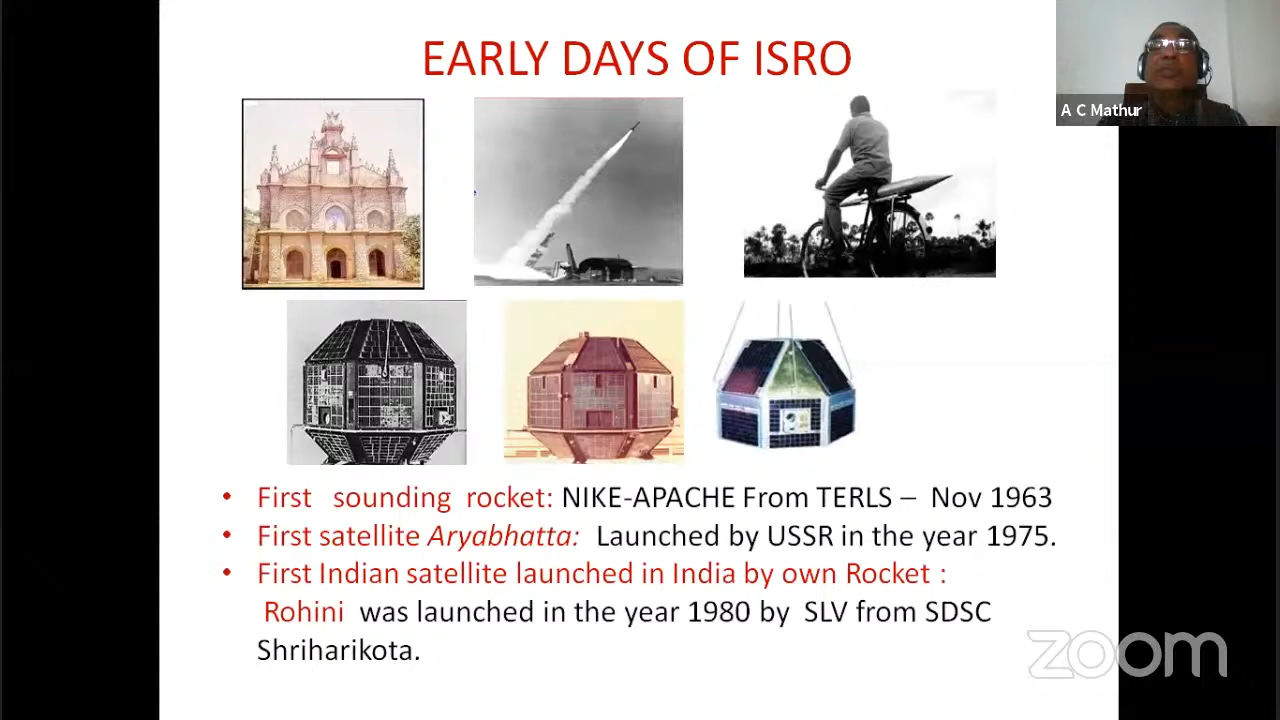 EARLY DAYS OF ISRO
A C Mathur
• First sounding rocket: NIKE-APACHE From TERLS – Nov 1963
• First satellite Aryabhatta: Launched by USSR in the year 1975.
• First Indian satellite launched in India by own Rocket :
Rohini was launched in the year 1980 by SLV from SDSC
Shriharikota.
zoom